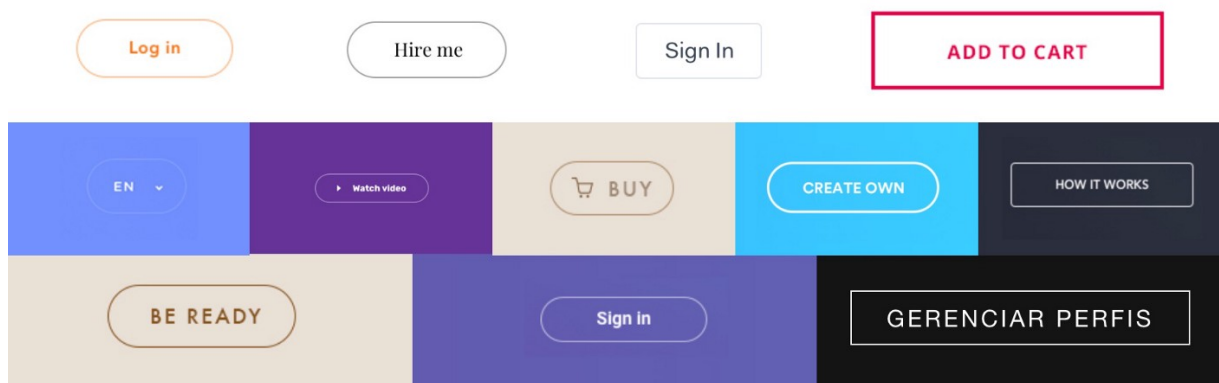 Log in
Hire me
Sign In
ADD TO CART
EN
Watch video
BUY
CREATE OWN
HOW IT WORKS
BE READY
Sign in
GERENCIAR PERFIS